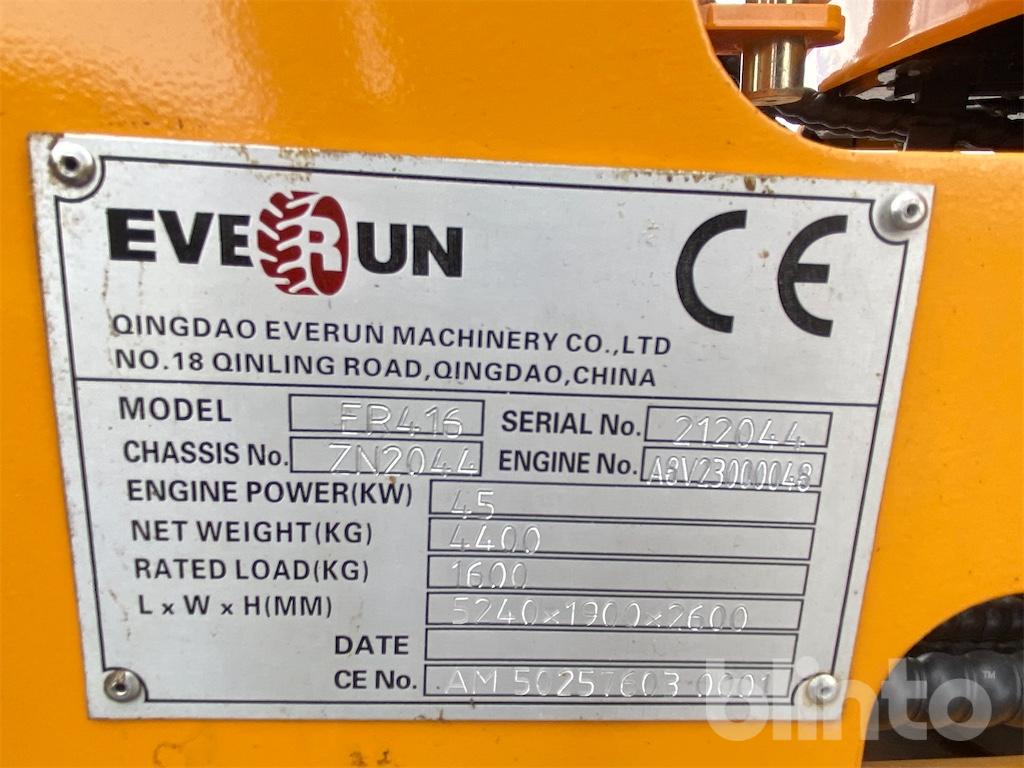 EVERUN
CE
QINGDAO EVERUN MACHINERY CO.,LTD
NO.18 QINLING ROAD,QINGDAO,CHINA
MODEL ER416 SERIAL No. 212044
CHASSIS No. ZN2044 ENGINE No. A8V23000048
ENGINE POWER(KW) 45
NET WEIGHT(KG) 4400
RATED LOAD(KG) 1600
L x W x H(MM) 5240x1900x2600
DATE
CE No. AM 50257603 0001
blinto™